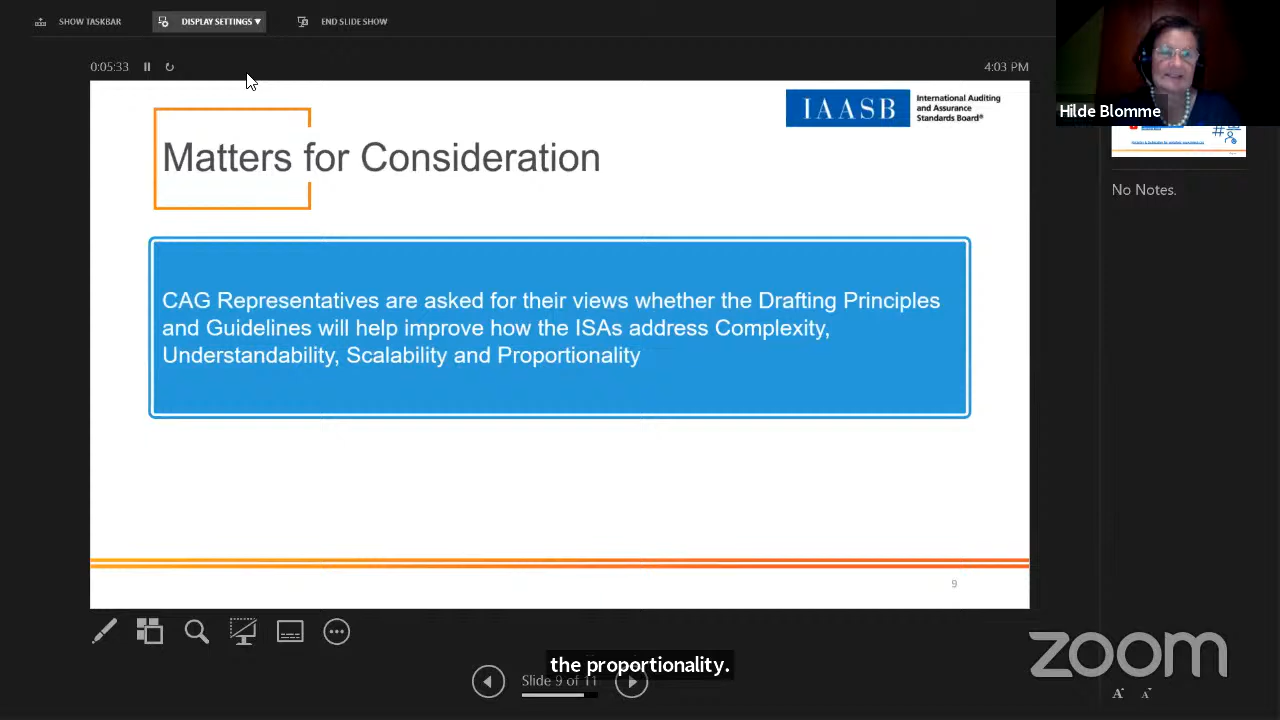 SHOW TASKBAR
DISPLAY SETTINGS ▼
END SLIDE SHOW
0:05:33
4:03 PM
Hilde Blomme
IAASB
International Auditing
and Assurance
Standards Board®
Matters for Consideration
No Notes.
CAG Representatives are asked for their views whether the Drafting Principles
and Guidelines will help improve how the ISAs address Complexity,
Understandability, Scalability and Proportionality
9
the proportionality.
Slide 9 of 11
zoom
A A